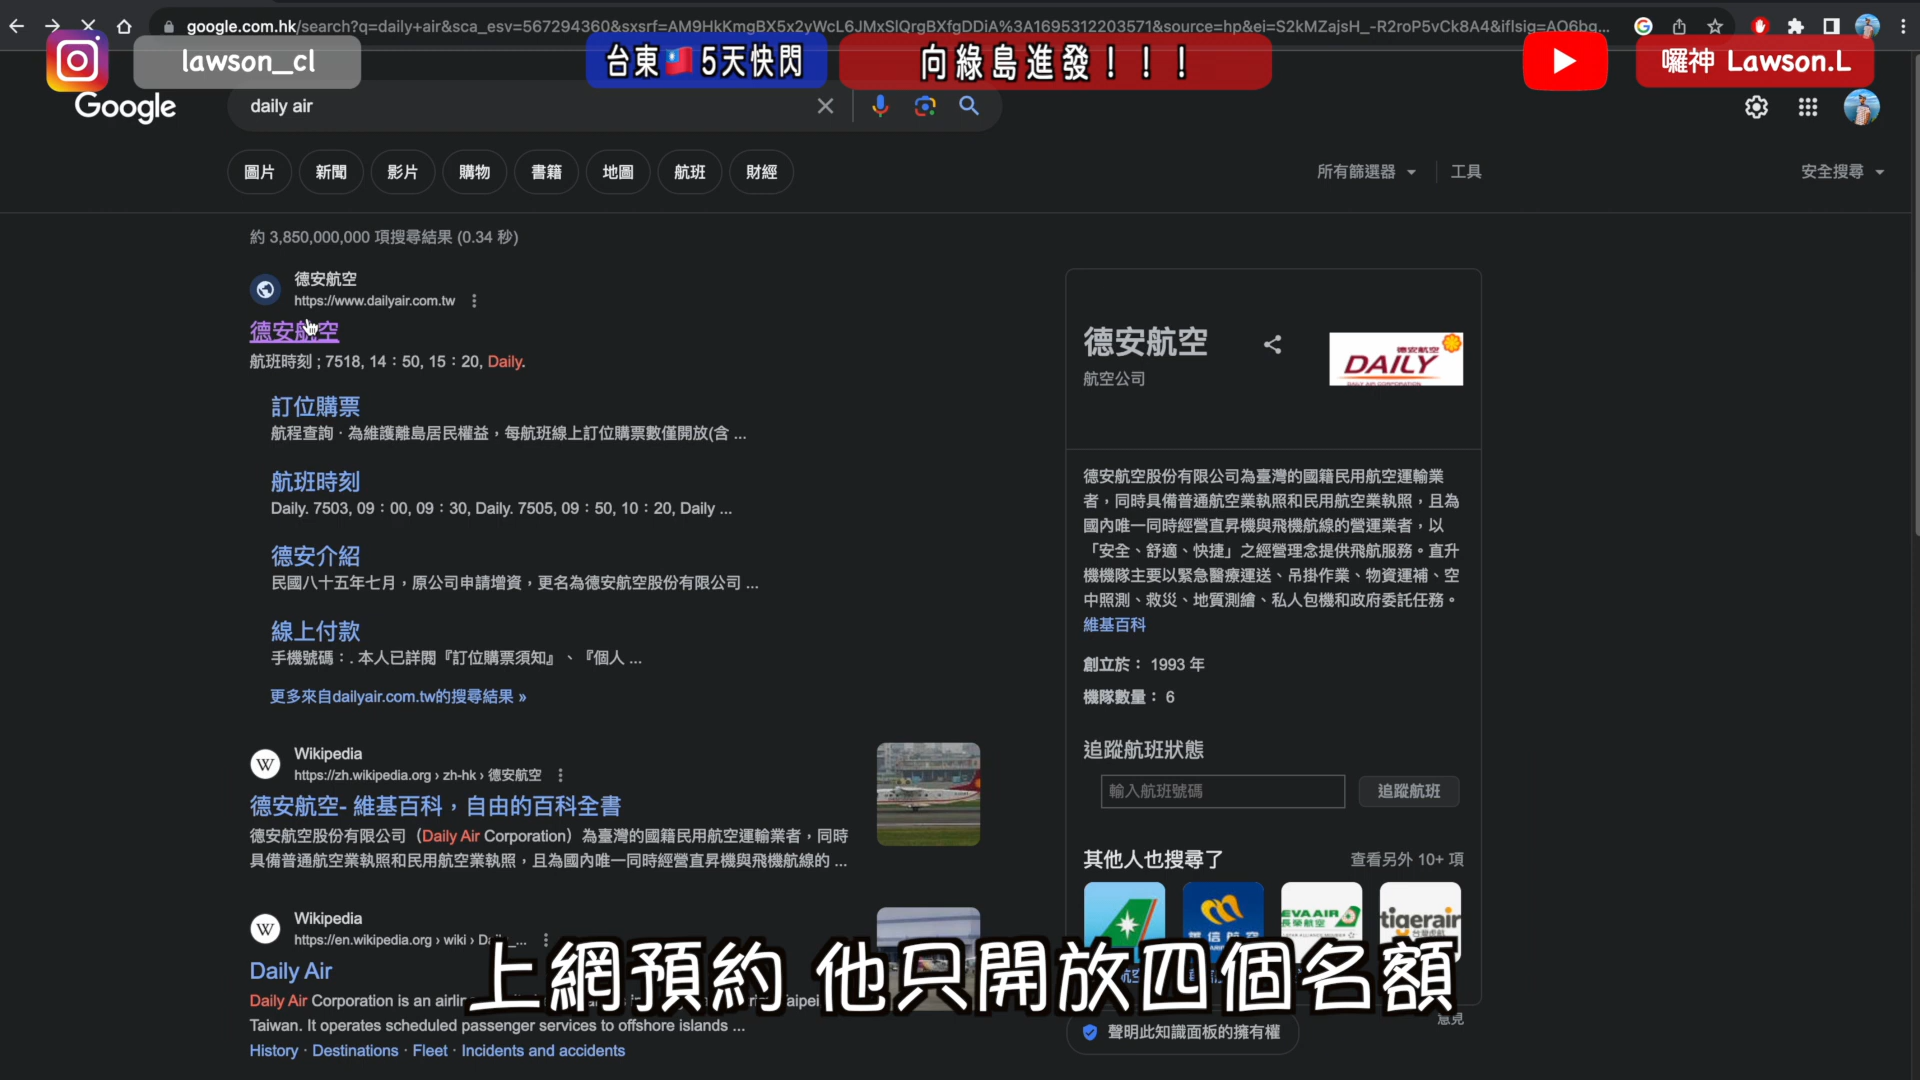 google.com.hk/search?q=daily+air&sca_esv=567294360&sxsrf=AM9HkKmgBX5x2yWcL6JMxSlQrgBXfgDDiA%3A1695312203571&source=hp&ei=S2kMZajsH_-R2roP5vCk8A4&iflsig=AO6bg...
lawson_cl
台東🇹🇼5天快閃
向綠島進發！！！
囉神 Lawson.L
Google
daily air
圖片
新聞
影片
購物
書籍
地圖
航班
財經
所有篩選器
工具
安全搜尋
約 3,850,000,000 項搜尋結果 (0.34 秒)
德安航空
https://www.dailyair.com.tw
德安航空
航班時刻 ; 7518, 14：50, 15：20, Daily.
訂位購票
航程查詢 · 為維護離島居民權益，每航班線上訂位購票數僅開放(含 ...
航班時刻
Daily. 7503, 09：00, 09：30, Daily. 7505, 09：50, 10：20, Daily ...
德安介紹
民國八十五年七月，原公司申請增資，更名為德安航空股份有限公司 ...
線上付款
手機號碼：. 本人已詳閱『訂位購票須知』、『個人 ...
更多來自dailyair.com.tw的搜尋結果 »
Wikipedia
https://zh.wikipedia.org › zh-hk › 德安航空
德安航空- 維基百科，自由的百科全書
德安航空股份有限公司（Daily Air Corporation）為臺灣的國籍民用航空運輸業者，同時
具備普通航空業執照和民用航空業執照，且為國內唯一同時經營直昇機與飛機航線的 ...
Wikipedia
https://en.wikipedia.org › wiki › Da
Daily Air
Daily Air Corporation is an airlin
Taiwan. It operates scheduled passenger services to offshore islands ...
History · Destinations · Fleet · Incidents and accidents
德安航空
航空公司
德安航空
DAILY
DAILY AIR CORPORATION
德安航空股份有限公司為臺灣的國籍民用航空運輸業
者，同時具備普通航空業執照和民用航空業執照，且為
國內唯一同時經營直昇機與飛機航線的營運業者，以
「安全、舒適、快捷」之經營理念提供飛航服務。直升
機機隊主要以緊急醫療運送、吊掛作業、物資運補、空
中照測、救災、地質測繪、私人包機和政府委託任務。
維基百科
創立於： 1993 年
機隊數量： 6
追蹤航班狀態
輸入航班號碼
追蹤航班
其他人也搜尋了
查看另外 10+ 項
華信航空
EVA AIR
長榮航空
tigerair
台灣虎航
意見
聲明此知識面板的擁有權
上網預約 他只開放四個名額